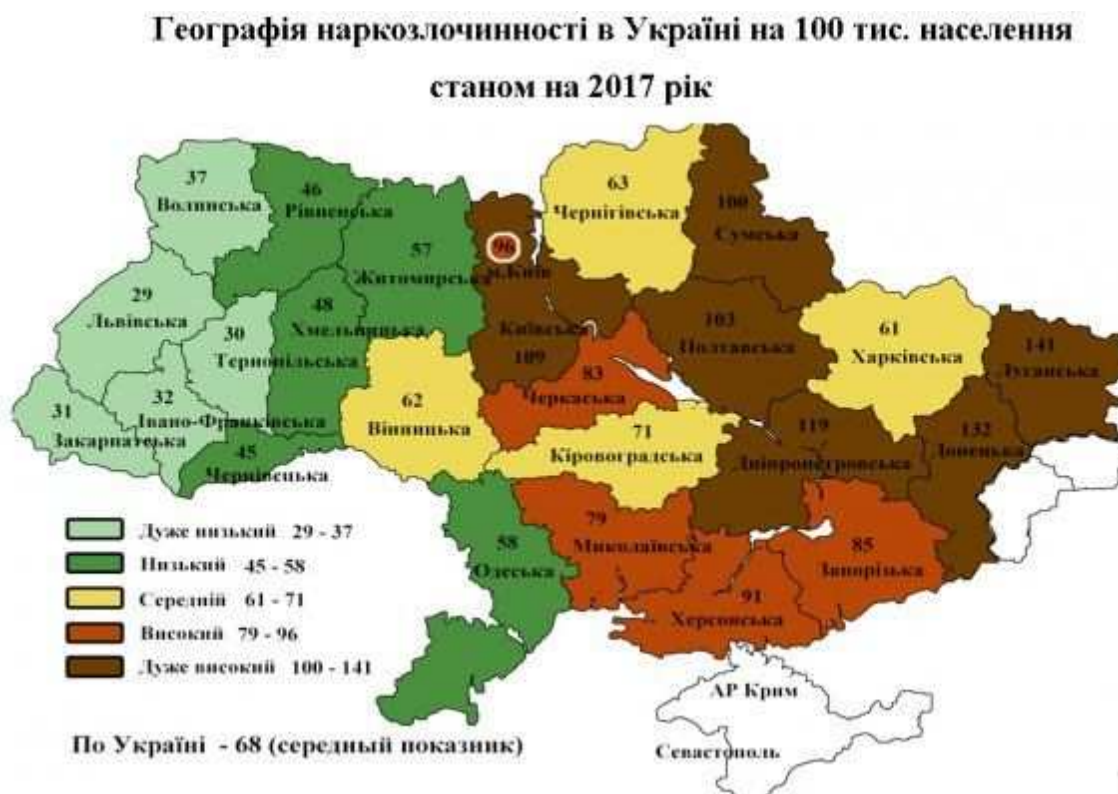 Географія наркозлочинності в Україні на 100 тис. населення
станом на 2017 рік
37
Волинська
46
Рівненська
57
Житомирська
96
м.Київ
63
Чернігівська
100
Сумська
29
Львівська
30
Тернопільська
48
Хмельницька
Київська
109
103
Полтавська
61
Харківська
141
Луганська
31
Закарпатська
32
Івано-Франківська
45
Чернівецька
62
Вінницька
83
Черкаська
71
Кіровоградська
119
Дніпропетровська
132
Донецька
58
Одеська
79
Миколаївська
85
Запорізька
91
Херсонська
Дуже низький 29 - 37
Низький 45 - 58
Середній 61 - 71
Високий 79 - 96
Дуже високий 100 - 141
АР Крим
Севастополь
По Україні - 68 (середный показник)